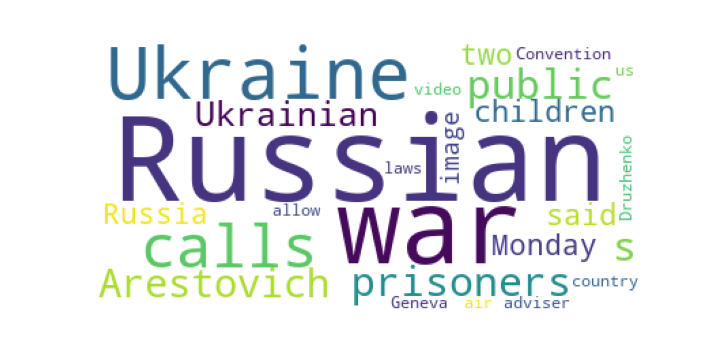 Ukraine
two
Convention
us
video
public
Ukrainian
children
image
Russian
laws
Druzhenko
Russia
allow
war
said
calls
Monday
s
Arestovich
prisoners
country
Geneva
air
adviser